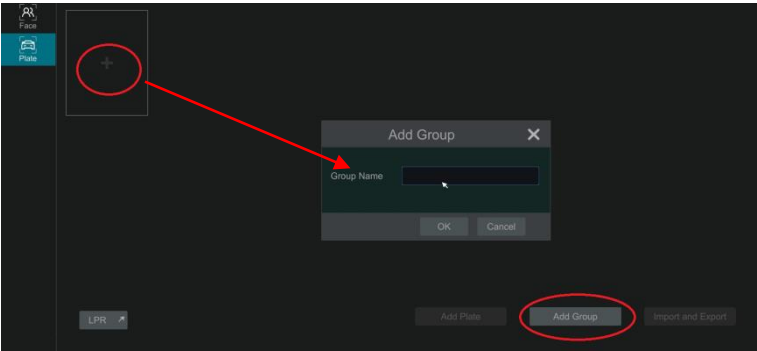 Face
Plate
+
Add Group
Group Name
OK Cancel
LPR
Add Plate Add Group Import and Export